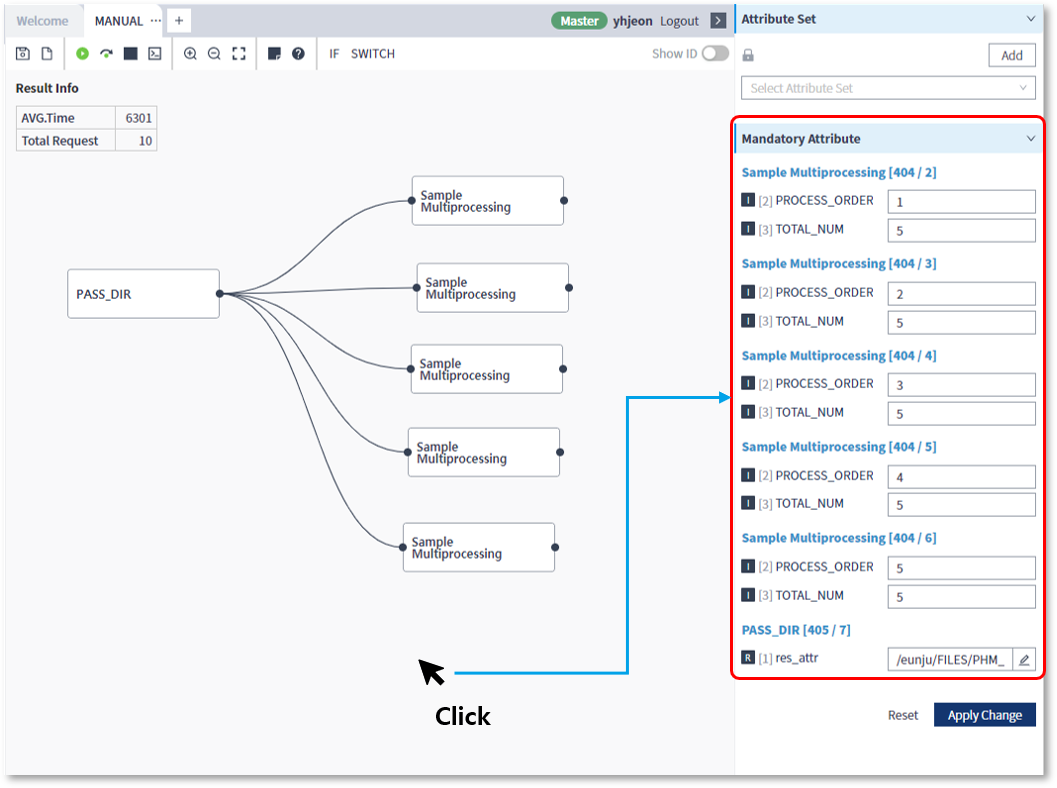 Welcome
MANUAL ···
+
Master yhjeon Logout
IF SWITCH
Show ID
Result Info
AVG.Time 6301
Total Request 10
PASS_DIR
Sample
Multiprocessing
Sample
Multiprocessing
Sample
Multiprocessing
Sample
Multiprocessing
Sample
Multiprocessing
Click
Attribute Set
Add
Select Attribute Set
Mandatory Attribute
Sample Multiprocessing [404 / 2]
I [2] PROCESS_ORDER 1
I [3] TOTAL_NUM 5
Sample Multiprocessing [404 / 3]
I [2] PROCESS_ORDER 2
I [3] TOTAL_NUM 5
Sample Multiprocessing [404 / 4]
I [2] PROCESS_ORDER 3
I [3] TOTAL_NUM 5
Sample Multiprocessing [404 / 5]
I [2] PROCESS_ORDER 4
I [3] TOTAL_NUM 5
Sample Multiprocessing [404 / 6]
I [2] PROCESS_ORDER 5
I [3] TOTAL_NUM 5
PASS_DIR [405 / 7]
R [1] res_attr /eunju/FILES/PHM_
Reset Apply Change